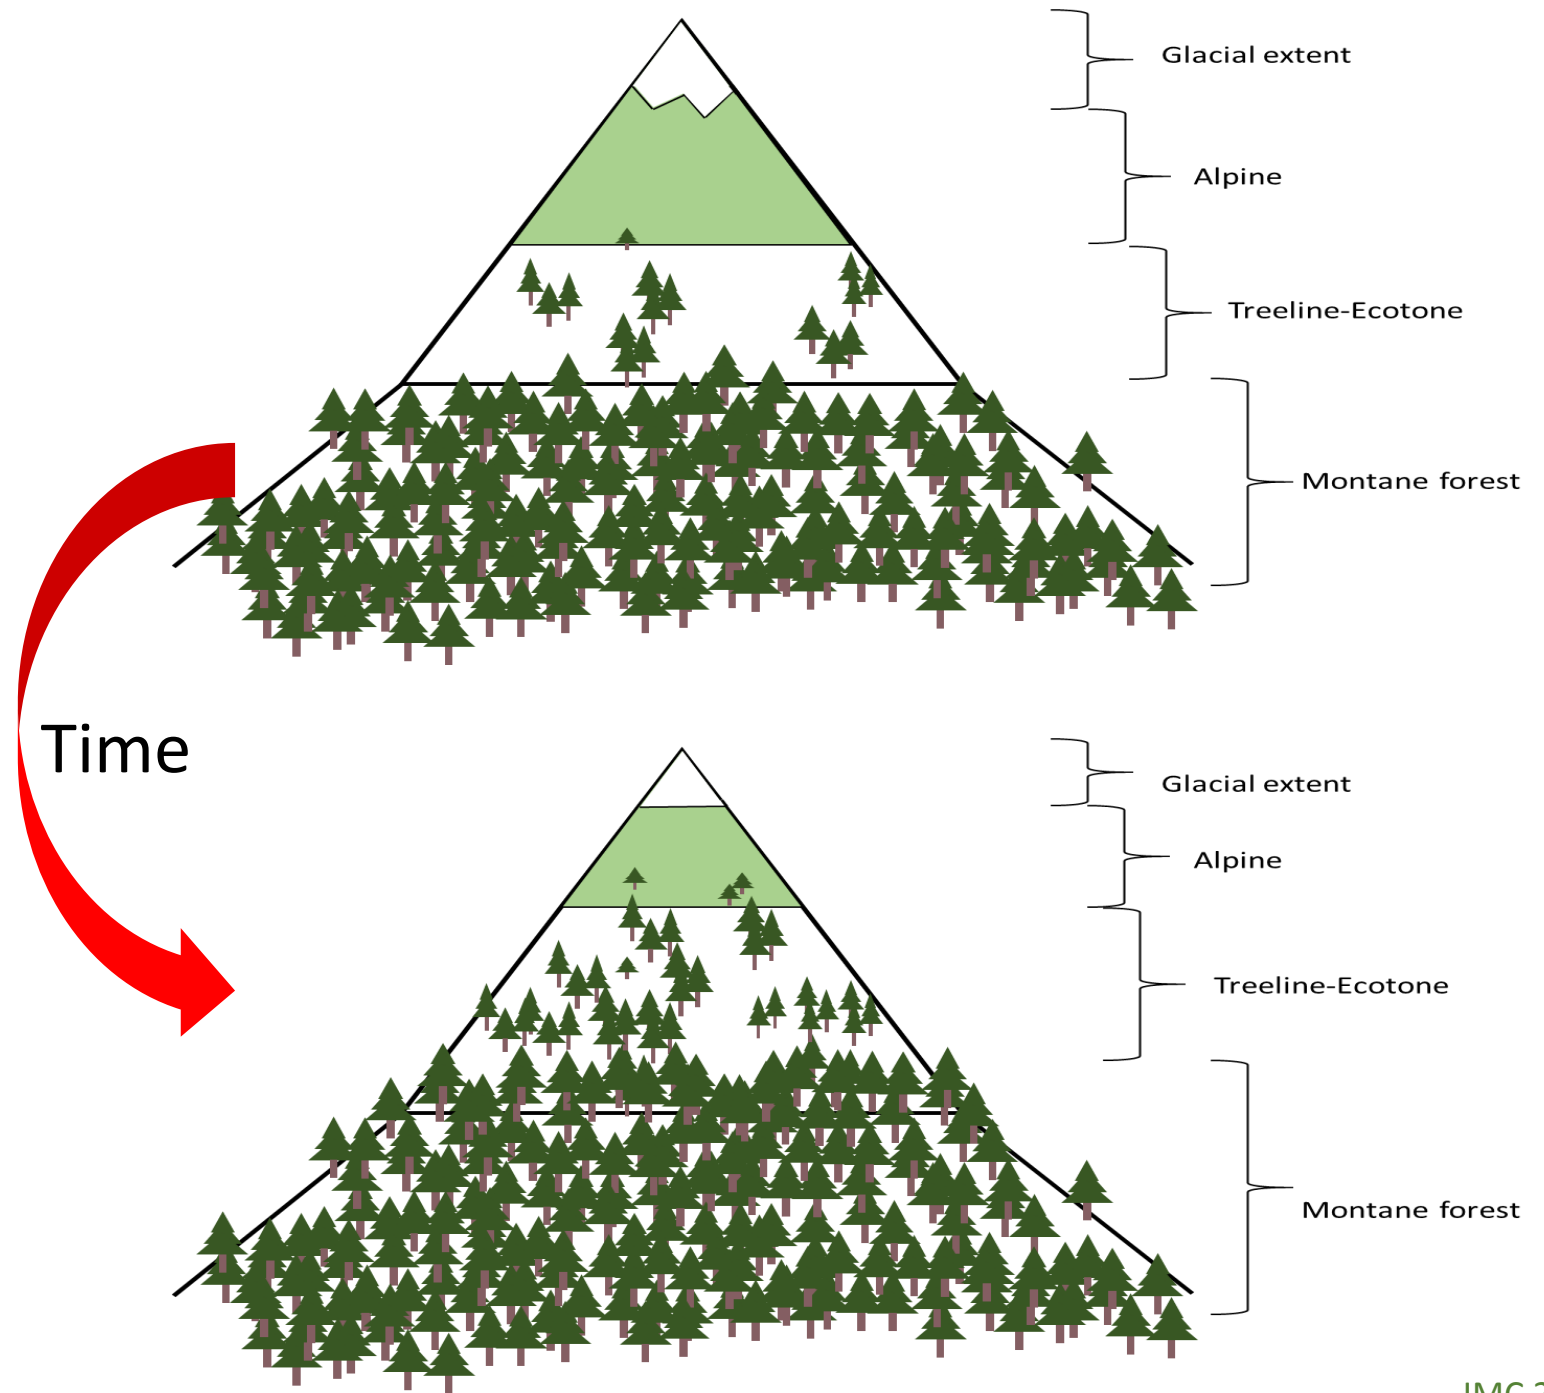 Glacial extent
Alpine
Treeline-Ecotone
Montane forest
Time
Glacial extent
Alpine
Treeline-Ecotone
Montane forest